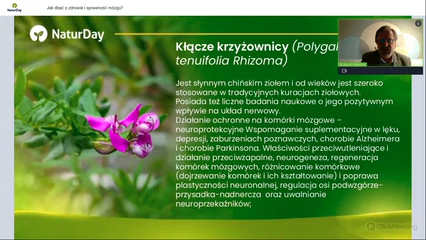 NaturDay
Jak dbać o zdrowie i sprawność mózgu?
NaturDay
Kłącze krzyżownicy (Polygal
tenuifolia Rhizoma)
Jest słynnym chińskim ziołem i od wieków jest szeroko
stosowane w tradycyjnych kuracjach ziołowych.
Posiada też liczne badania naukowe o jego pozytywnym
wpływie na układ nerwowy.
Działanie ochronne na komórki mózgowe –
neuroprotekcyjne Wspomaganie suplementacyjne w lęku,
depresji, zaburzeniach poznawczych, chorobie Alzheimera
i chorobie Parkinsona. Właściwości przeciwutleniające i
działanie przeciwzapalne, neurogeneza, regeneracja
komórek mózgowych, różnicowanie komórkowe
(dojrzewanie komórek i ich kształtowanie) i poprawa
plastyczności neuronalnej, regulacja osi podwzgórze-
przysadka-nadnercza oraz uwalnianie
neuroprzekaźników;
ClickMeeting